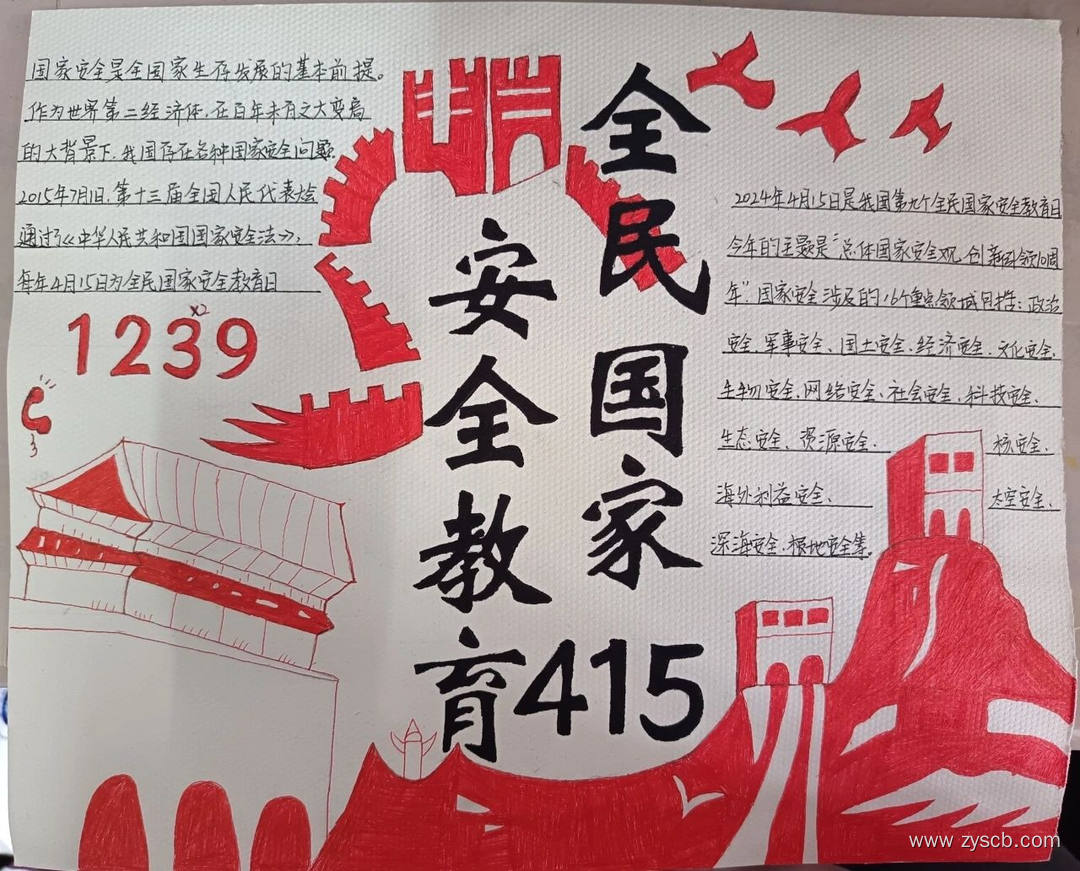 国家安全是全国家生存发展的基本前提。
作为世界第二经济体，在百年未有之大变局
的大背景下，我国存在各种国家安全问题。
2015年7月1日，第十三届全国人民代表大会
通过了《中华人民共和国国家安全法》，
每年4月15日为全民国家安全教育日
12339
全民国家
安全教育415
2024年4月15日是我国第九个全民国家安全教育日
今年的主题是“总体国家安全观，创新引领10周
年”。国家安全涉及的16个重点领域包括：政治
安全、军事安全、国土安全、经济安全、文化安全、
生物安全、网络安全、社会安全、科技安全、
生态安全、资源安全、核安全、
海外利益安全、太空安全、
深海安全、极地安全等。
www.zyscb.com